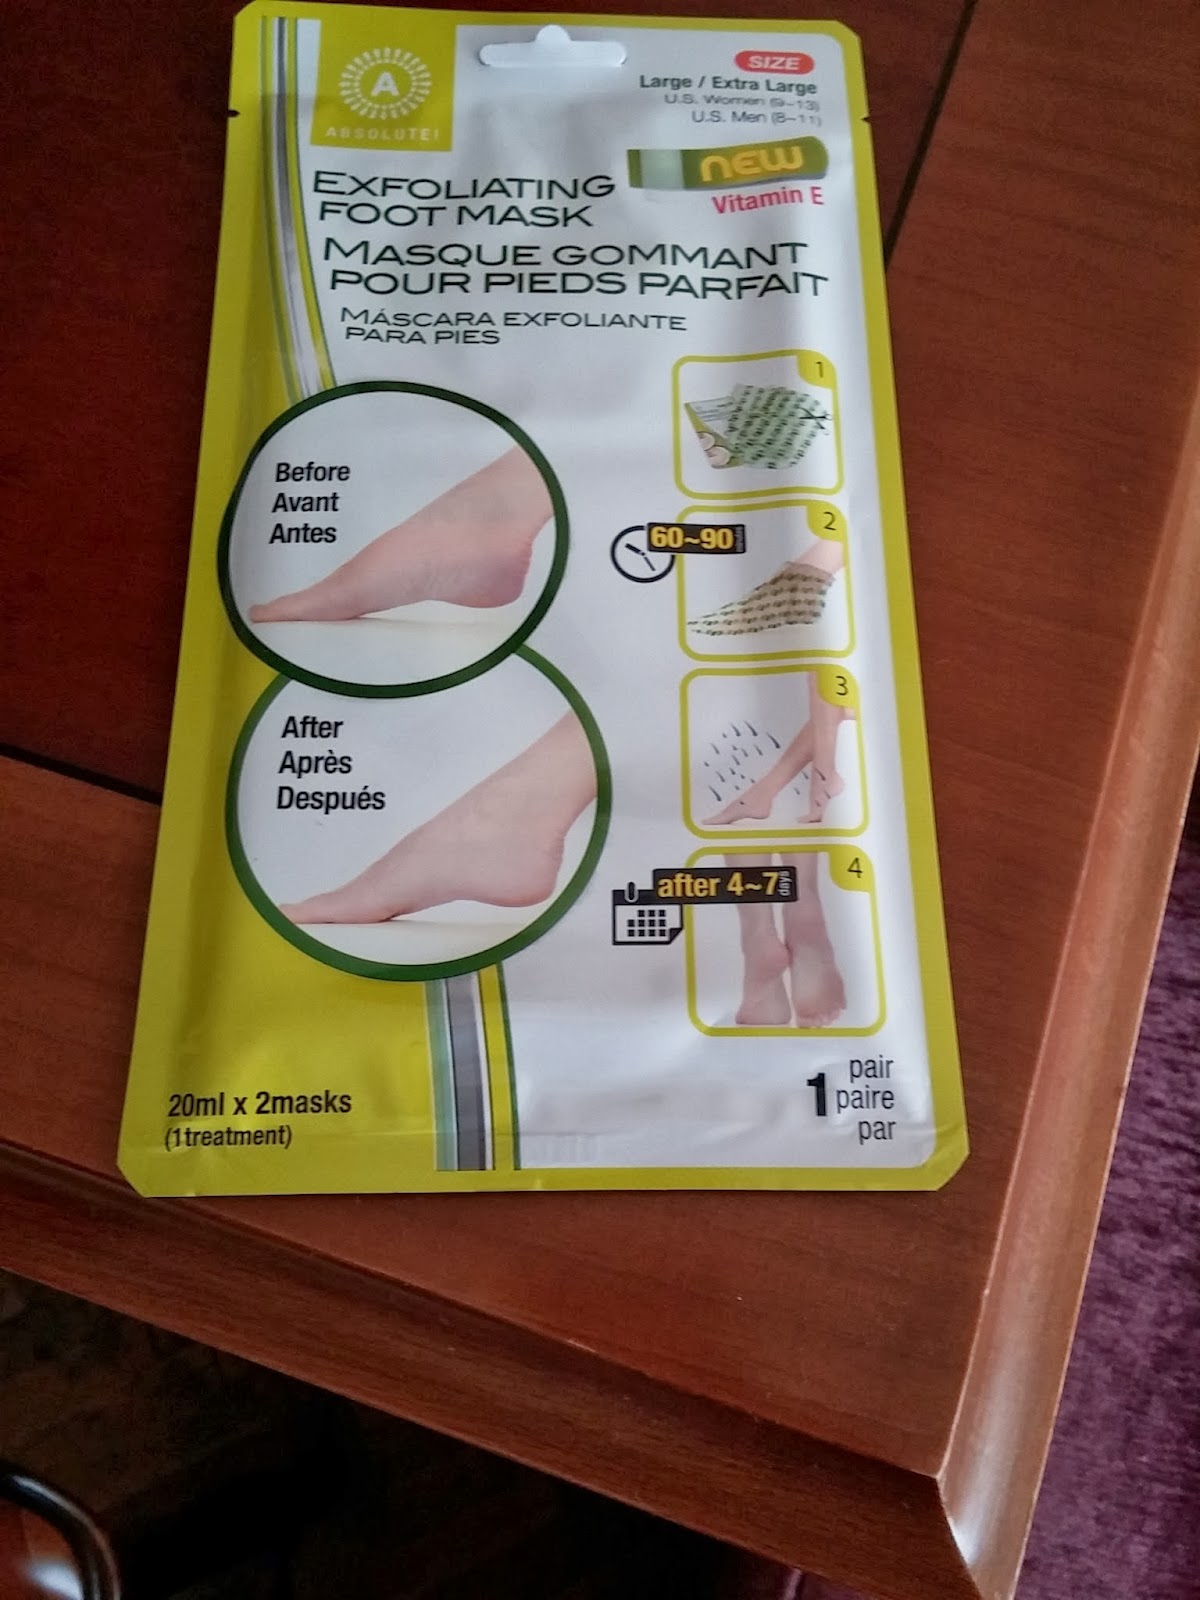 A
ABSOLUTE!
SIZE
Large / Extra Large
U.S. Women (9-13)
U.S. Men (8-11)
NEW
Vitamin E
EXFOLIATING
FOOT MASK
MASQUE GOMMANT
POUR PIEDS PARFAIT
MÁSCARA EXFOLIANTE
PARA PIES
Before
Avant
Antes
1
60~90
2
3
After
Après
Después
after 4~7 days
4
20ml x 2masks
(1treatment)
1 pair
paire
par